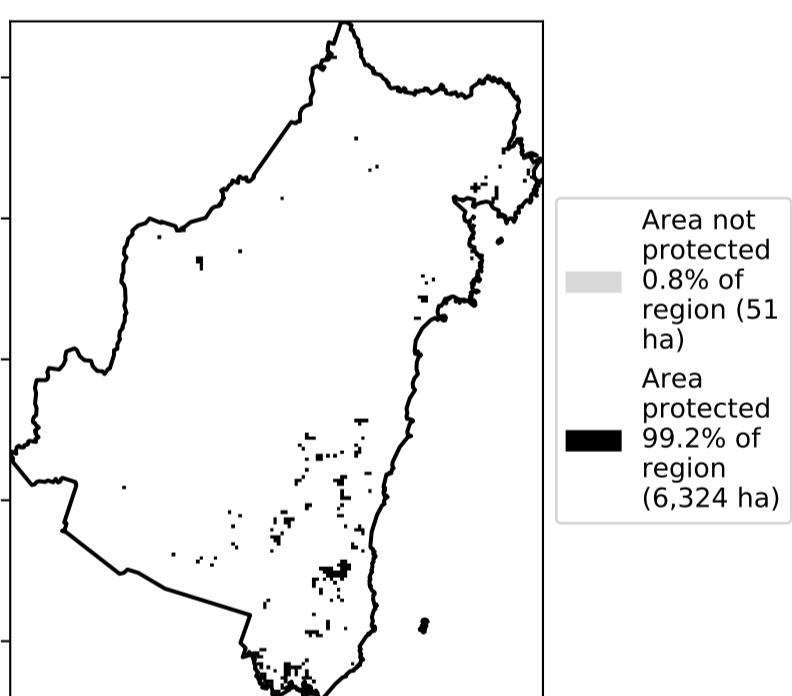 Area not
protected
0.8% of
region (51
ha)
Area
protected
99.2% of
region
(6,324 ha)